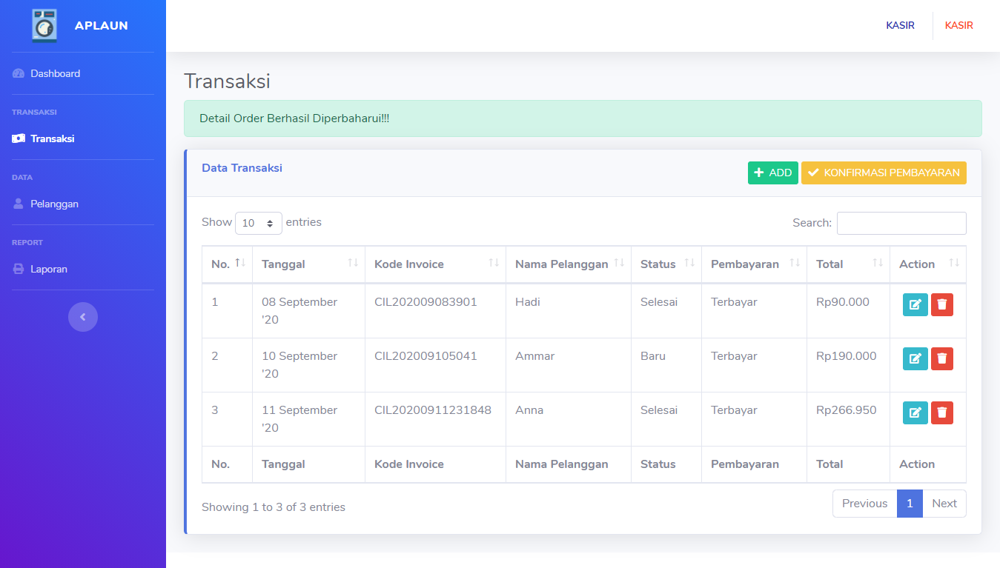 APLAUN
KASIR
KASIR
Dashboard
TRANSAKSI
Transaksi
DATA
Pelanggan
REPORT
Laporan
Transaksi
Detail Order Berhasil Diperbaharui!!!
Data Transaksi
ADD
KONFIRMASI PEMBAYARAN
Show 10 entries
Search:
No. Tanggal Kode Invoice Nama Pelanggan Status Pembayaran Total Action
1 08 September CIL202009083901 Hadi Selesai Terbayar Rp90.000
'20
2 10 September CIL202009105041 Ammar Baru Terbayar Rp190.000
'20
3 11 September CIL20200911231848 Anna Selesai Terbayar Rp266.950
'20
No. Tanggal Kode Invoice Nama Pelanggan Status Pembayaran Total Action
Showing 1 to 3 of 3 entries
Previous 1 Next